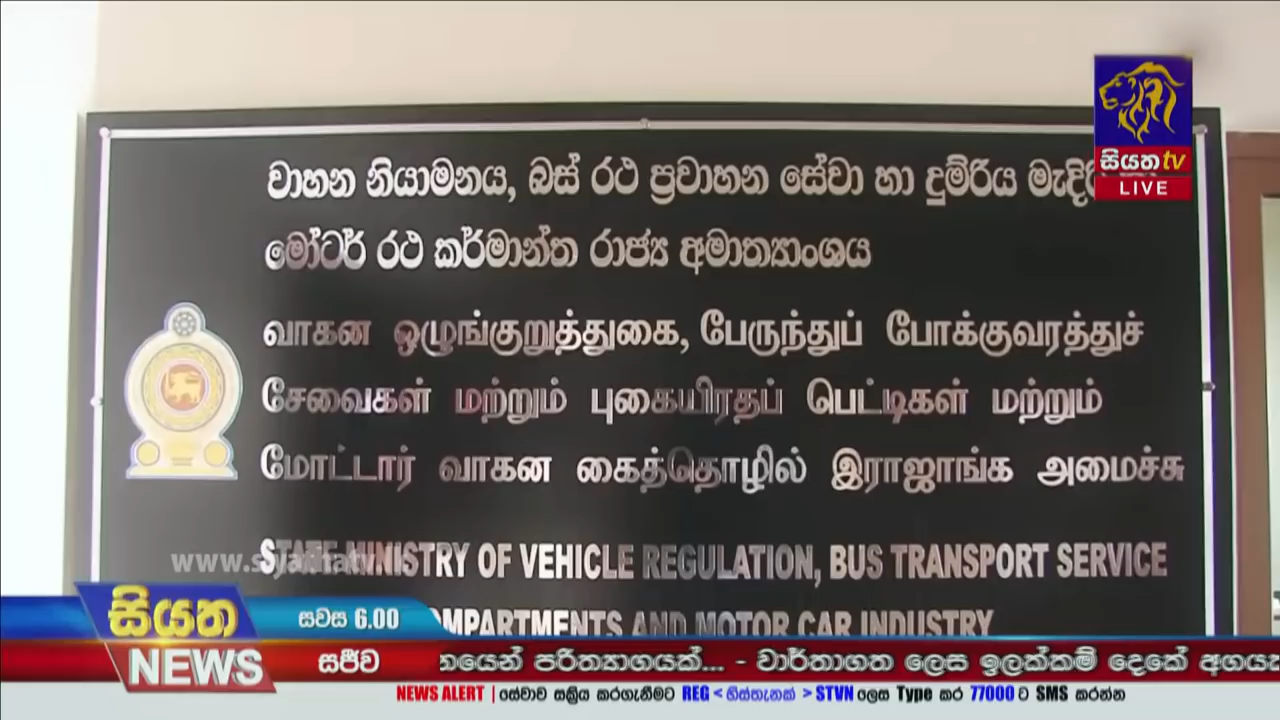 සියත tv
LIVE
වාහන නියාමනය, බස් රථ ප්‍රවාහන සේවා හා දුම්රිය
මෝටර් රථ කර්මාන්ත රාජ්‍ය අමාත්‍යාංශය
வாகன ஒழுங்குறுத்துகை, பேருந்துப் போக்குவரத்துச்
சேவைகள் மற்றும் புகையிரதப் பெட்டிகள் மற்றும்
மோட்டார் வாகன கைத்தொழில் இராஜாங்க அமைச்சு
STATE MINISTRY OF VEHICLE REGULATION, BUS TRANSPORT SERVICE
AND MOTOR CAR INDUSTRY
සියත
NEWS
සවස 6.00
සජීව
පරිත්‍යාගයක්... - වාර්තාගත ලෙස ඉලක්කම් දෙකේ
NEWS ALERT | සේවාව සක්‍රීය කරගැනීමට REG < හිස්තැනක් > STVN ලෙස Type කර 77000 ට SMS කරන්න